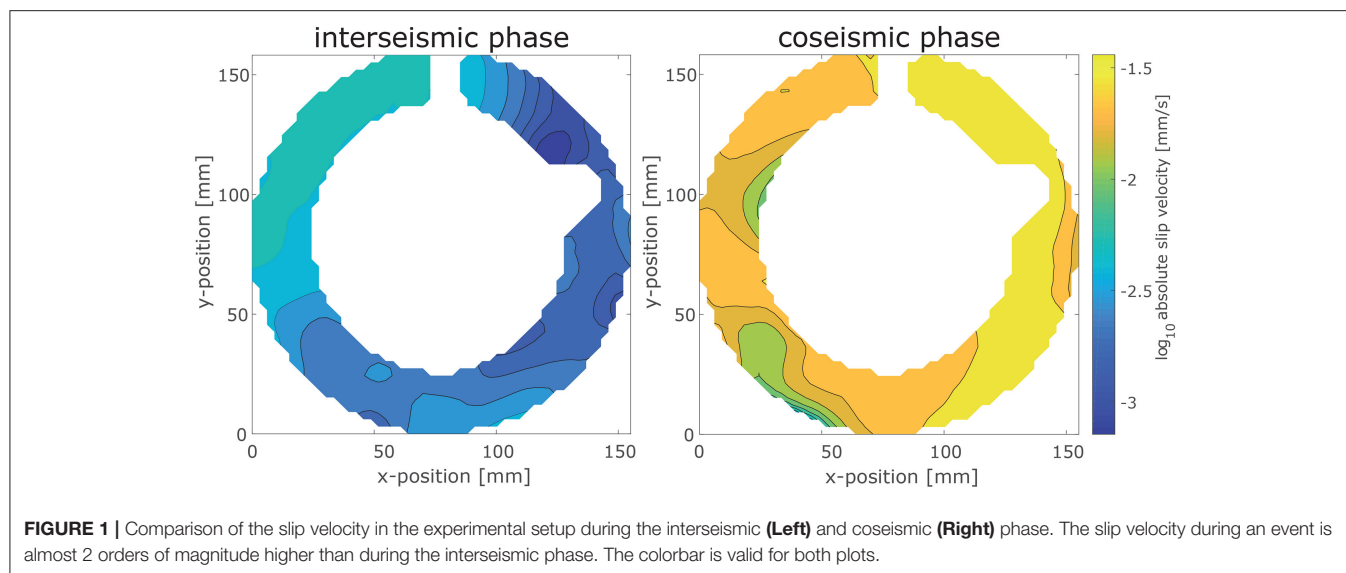 interseismic phase
coseismic phase
150
100
50
0
y-position [mm]
0
50
100
150
x-position [mm]
150
100
50
0
y-position [mm]
0
50
100
150
x-position [mm]
-1.5
-2
-2.5
-3
log10 absolute slip velocity [mm/s]
FIGURE 1 | Comparison of the slip velocity in the experimental setup during the interseismic (Left) and coseismic (Right) phase. The slip velocity during an event is
almost 2 orders of magnitude higher than during the interseismic phase. The colorbar is valid for both plots.